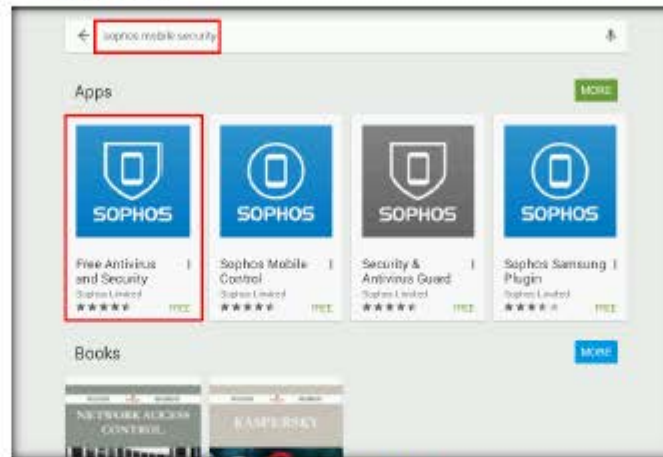 sophos mobile security
Apps
MORE
SOPHOS
SOPHOS
SOPHOS
SOPHOS
Free Antivirus and Security
Sophos Limited
FREE
Sophos Mobile Control
Sophos Limited
FREE
Security & Antivirus Guard
Sophos Limited
FREE
Sophos Samsung Plugin
Sophos Limited
FREE
Books
MORE
NETWORK ACCESS
CONTROL
KASPERSKY